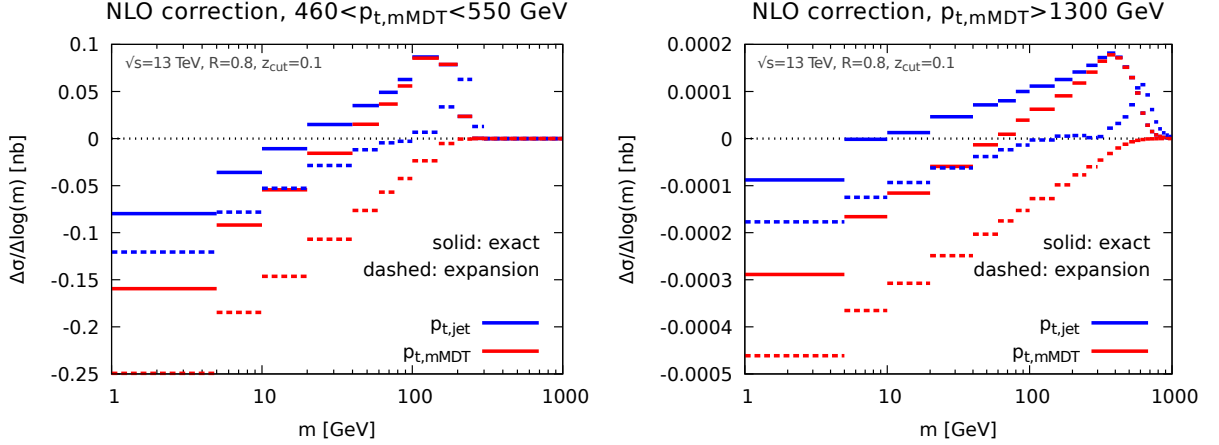 NLO correction, 460<p_t,mMDT<550 GeV
√s=13 TeV, R=0.8, z_cut=0.1
Δσ/Δlog(m) [nb]
0.1
0.05
0
-0.05
-0.1
-0.15
-0.2
-0.25
solid: exact
dashed: expansion
p_t,jet
p_t,mMDT
1
10
100
1000
m [GeV]
NLO correction, p_t,mMDT>1300 GeV
√s=13 TeV, R=0.8, z_cut=0.1
Δσ/Δlog(m) [nb]
0.0002
0.0001
0
-0.0001
-0.0002
-0.0003
-0.0004
-0.0005
solid: exact
dashed: expansion
p_t,jet
p_t,mMDT
1
10
100
1000
m [GeV]